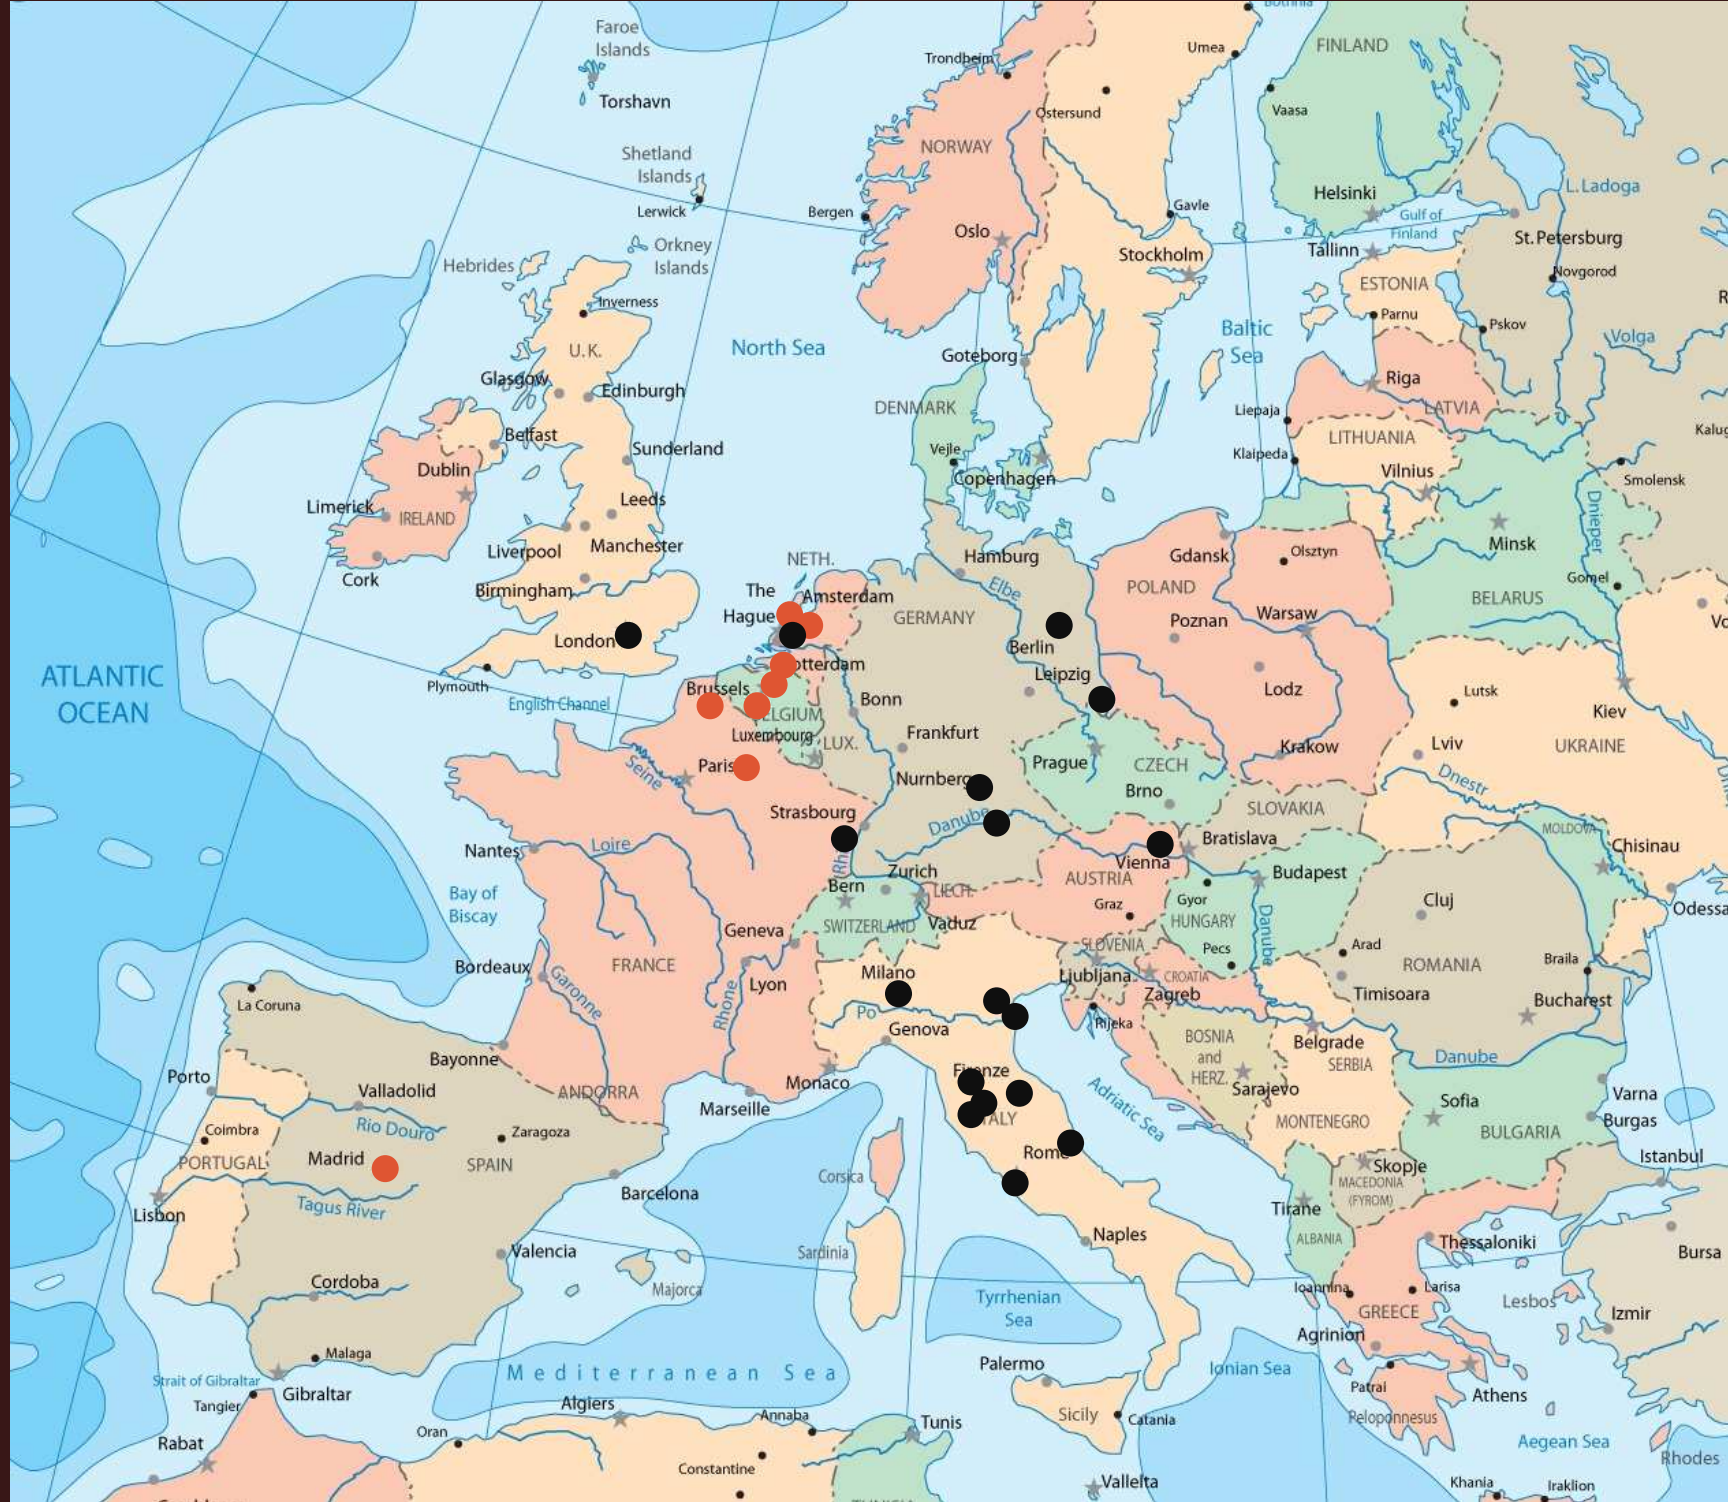 Faroe
Islands
Torshavn
Shetland
Islands
Lerwick
Orkney
Islands
Hebrides
Inverness
U.K.
Glasgow
Edinburgh
Belfast
Sunderland
Dublin
Limerick
IRELAND
Cork
Leeds
Liverpool
Manchester
Birmingham
London
Plymouth
English Channel
North Sea
ATLANTIC
OCEAN
Trondheim
Umea
Ostersund
NORWAY
Bergen
Oslo
Gavle
Stockholm
Goteborg
DENMARK
Vejle
Copenhagen
Baltic
Sea
FINLAND
Vaasa
Helsinki
Gulf of
Finland
L. Ladoga
St. Petersburg
Novgorod
Tallinn
ESTONIA
Parnu
Pskov
Volga
Riga
LATVIA
Liepaja
LITHUANIA
Klaipeda
Vilnius
Smolensk
Dnieper
Minsk
Gomel
BELARUS
NETH.
The
Hague
Amsterdam
Brussels
Luxembourg
LUX.
Hamburg
Elbe
GERMANY
Berlin
Leipzig
Bonn
Frankfurt
Nurnberg
Danube
Gdansk
Olsztyn
POLAND
Poznan
Warsaw
Lodz
Krakow
Prague
CZECH
Brno
SLOVAKIA
Lutsk
Kiev
Lviv
UKRAINE
Dnestr
MOLDOVA
Chisinau
Odessa
Paris
Seine
Strasbourg
Nantes
Loire
Bay of
Biscay
Bern
Zurich
LIECH.
SWITZERLAND
Vaduz
Geneva
FRANCE
Bordeaux
Garonne
Lyon
Rhone
Bayonne
ANDORRA
Marseille
Monaco
Vienna
Bratislava
AUSTRIA
Graz
Gyor
Budapest
HUNGARY
Pecs
Danube
SLOVENIA
Ljubljana
CROATIA
Zagreb
Rijeka
Cluj
Arad
ROMANIA
Timisoara
Braila
Bucharest
BOSNIA
and
HERZ.
Sarajevo
Belgrade
SERBIA
MONTENEGRO
Danube
Sofia
BULGARIA
Varna
Burgas
Istanbul
Milano
Po
Genova
Firenze
Rome
Naples
Adriatic Sea
Corsica
Sardinia
Tyrrhenian
Sea
Palermo
Sicily
Catania
Vallelta
Ionian Sea
La Coruna
Porto
Valladolid
Rio Douro
Coimbra
PORTUGAL
Madrid
Zaragoza
SPAIN
Lisbon
Tagus River
Barcelona
Valencia
Cordoba
Majorca
Malaga
Strait of Gibraltar
Gibraltar
Tangier
Rabat
Mediterranean Sea
Oran
Algiers
Annaba
Constantine
Tunis
Skopje
MACEDONIA
(FYROM)
Tirane
ALBANIA
Thessaloniki
Ioannina
Larisa
GREECE
Agrinion
Patrai
Athens
Peloponnesus
Lesbos
Izmir
Bursa
Aegean Sea
Rhodes
Khania
Iraklion